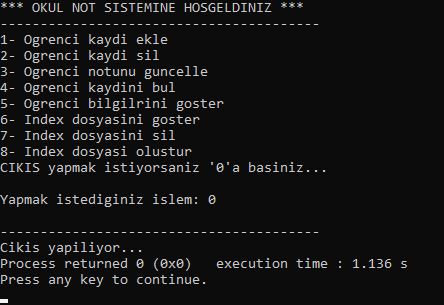 *** OKUL NOT SISTEMINE HOSGELDINIZ ***
----------------------------------------
1- Ogrenci kaydi ekle
2- Ogrenci kaydi sil
3- Ogrenci notunu guncelle
4- Ogrenci kaydini bul
5- Ogrenci bilgilrini goster
6- Index dosyasini goster
7- Index dosyasini sil
8- Index dosyasi olustur
CIKIS yapmak istiyorsaniz '0'a basiniz...
Yapmak istediginiz islem: 0
----------------------------------------
Cikis yapiliyor...
Process returned 0 (0x0)   execution time : 1.136 s
Press any key to continue.